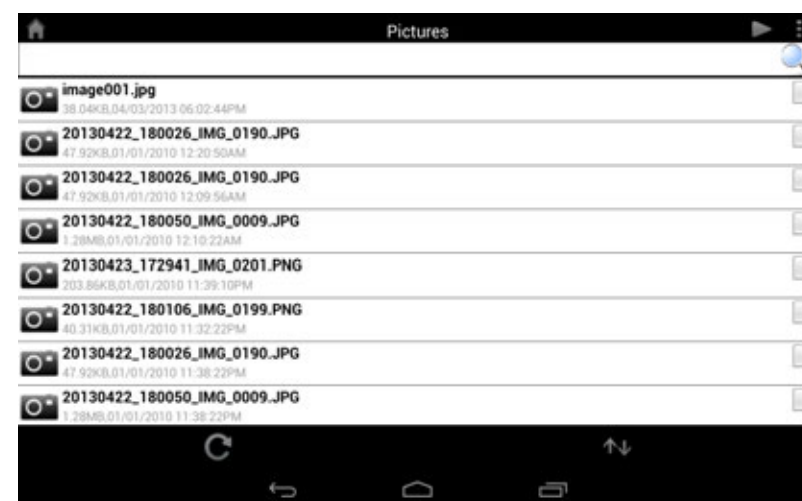 Pictures
image001.jpg
38.04KB,04/03/2013 06:02:44PM
20130422_180026_IMG_0190.JPG
47.92KB,01/01/2010 12:20:50AM
20130422_180026_IMG_0190.JPG
47.92KB,01/01/2010 12:09:56AM
20130422_180050_IMG_0009.JPG
1.28MB,01/01/2010 12:10:22AM
20130423_172941_IMG_0201.PNG
203.86KB,01/01/2010 11:39:10PM
20130422_180106_IMG_0199.PNG
40.31KB,01/01/2010 11:32:22PM
20130422_180026_IMG_0190.JPG
47.92KB,01/01/2010 11:38:22PM
20130422_180050_IMG_0009.JPG
1.28MB,01/01/2010 11:38:22PM